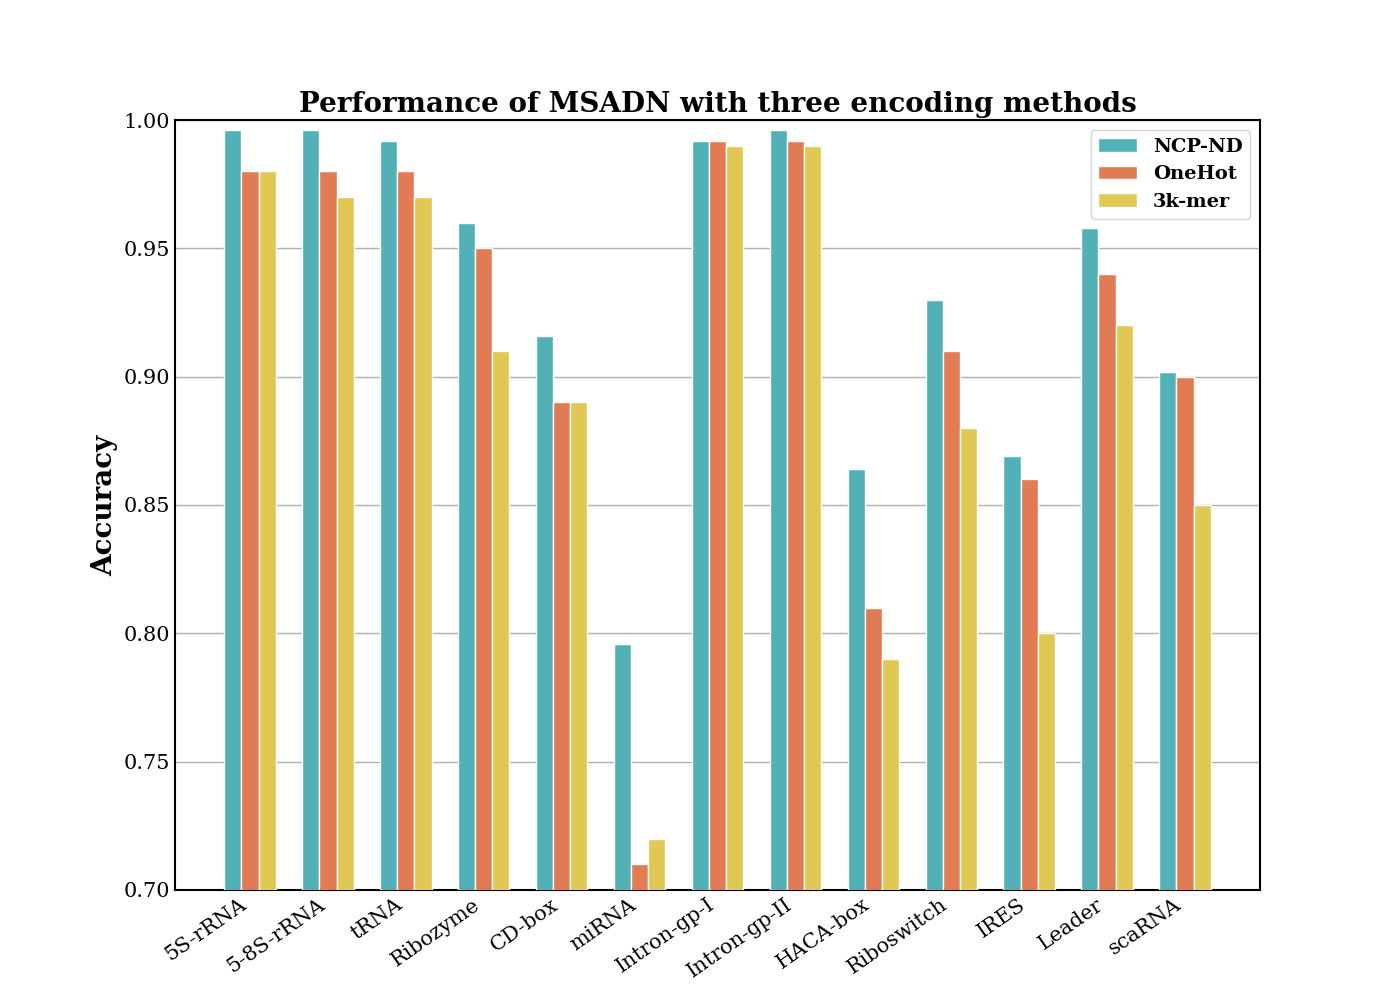 Performance of MSADN with three encoding methods
NCP-ND
OneHot
3k-mer
Accuracy
1.00
0.95
0.90
0.85
0.80
0.75
0.70
5S-rRNA
5-8S-rRNA
tRNA
Ribozyme
CD-box
miRNA
Intron-gp-I
Intron-gp-II
HACA-box
Riboswitch
IRES
Leader
scaRNA